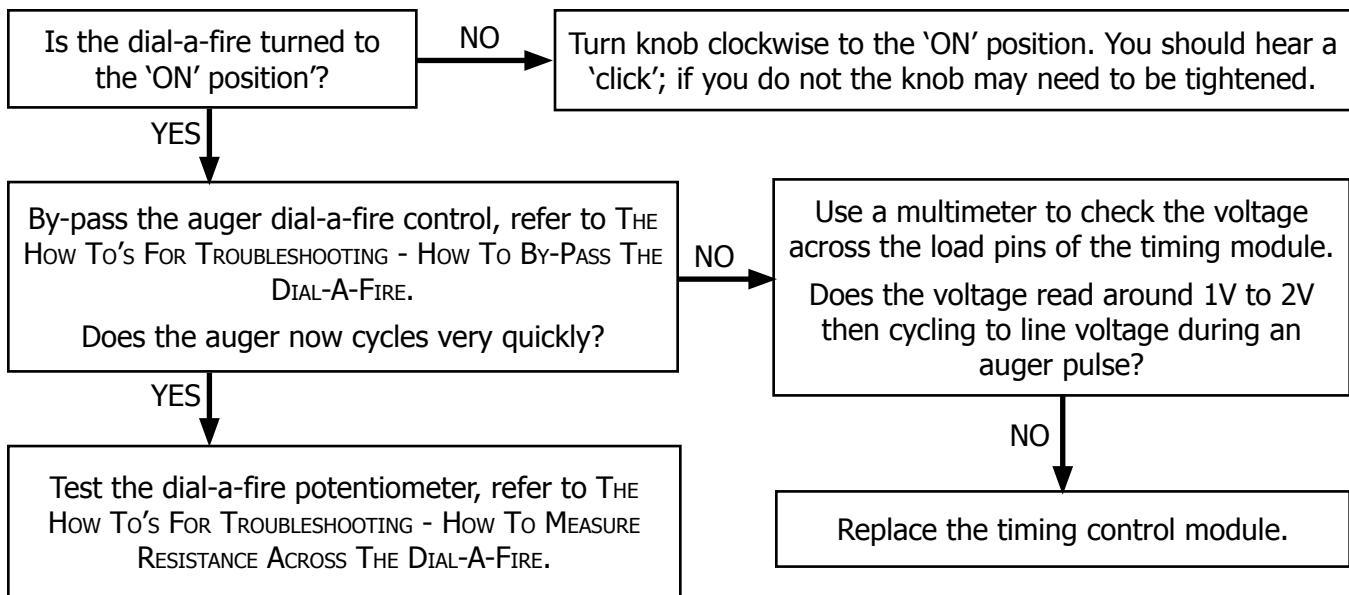 Is the dial-a-fire turned to
the ‘ON’ position’?
NO
Turn knob clockwise to the ‘ON’ position. You should hear a
‘click’; if you do not the knob may need to be tightened.
YES
By-pass the auger dial-a-fire control, refer to THE
HOW TO'S FOR TROUBLESHOOTING - HOW TO BY-PASS THE
DIAL-A-FIRE.
Does the auger now cycles very quickly?
NO
Use a multimeter to check the voltage
across the load pins of the timing module.
Does the voltage read around 1V to 2V
then cycling to line voltage during an
auger pulse?
YES
NO
Test the dial-a-fire potentiometer, refer to THE
HOW TO'S FOR TROUBLESHOOTING - HOW TO MEASURE
RESISTANCE ACROSS THE DIAL-A-FIRE.
Replace the timing control module.